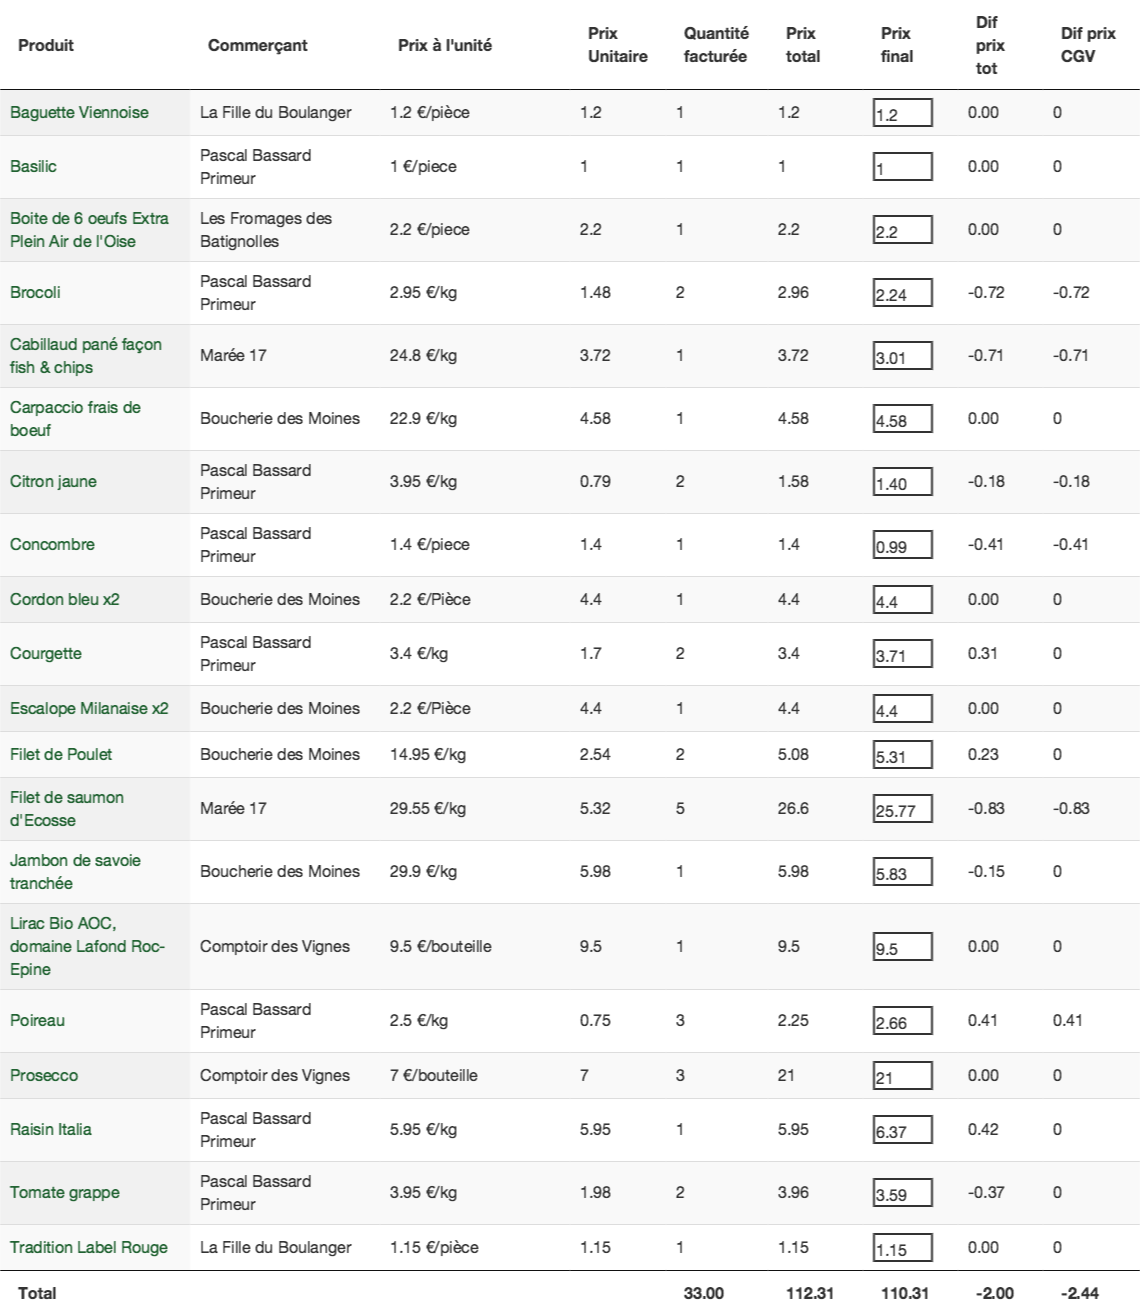 Produit Commerçant Prix à l'unité Prix Unitaire Quantité facturée Prix total Prix final Dif prix tot Dif prix CGV
Baguette Viennoise La Fille du Boulanger 1.2 €/pièce 1.2 1 1.2 1.2 0.00 0
Basilic Pascal Bassard Primeur 1 €/piece 1 1 1 1 0.00 0
Boite de 6 oeufs Extra Plein Air de l'Oise Les Fromages des Batignolles 2.2 €/piece 2.2 1 2.2 2.2 0.00 0
Brocoli Pascal Bassard Primeur 2.95 €/kg 1.48 2 2.96 2.24 -0.72 -0.72
Cabillaud pané façon fish & chips Marée 17 24.8 €/kg 3.72 1 3.72 3.01 -0.71 -0.71
Carpaccio frais de boeuf Boucherie des Moines 22.9 €/kg 4.58 1 4.58 4.58 0.00 0
Citron jaune Pascal Bassard Primeur 3.95 €/kg 0.79 2 1.58 1.40 -0.18 -0.18
Concombre Pascal Bassard Primeur 1.4 €/piece 1.4 1 1.4 0.99 -0.41 -0.41
Cordon bleu x2 Boucherie des Moines 2.2 €/Pièce 4.4 1 4.4 4.4 0.00 0
Courgette Pascal Bassard Primeur 3.4 €/kg 1.7 2 3.4 3.71 0.31 0
Escalope Milanaise x2 Boucherie des Moines 2.2 €/Pièce 4.4 1 4.4 4.4 0.00 0
Filet de Poulet Boucherie des Moines 14.95 €/kg 2.54 2 5.08 5.31 0.23 0
Filet de saumon d'Ecosse Marée 17 29.55 €/kg 5.32 5 26.6 25.77 -0.83 -0.83
Jambon de savoie tranchée Boucherie des Moines 29.9 €/kg 5.98 1 5.98 5.83 -0.15 0
Lirac Bio AOC, domaine Lafond Roc-Epine Comptoir des Vignes 9.5 €/bouteille 9.5 1 9.5 9.5 0.00 0
Poireau Pascal Bassard Primeur 2.5 €/kg 0.75 3 2.25 2.66 0.41 0.41
Prosecco Comptoir des Vignes 7 €/bouteille 7 3 21 21 0.00 0
Raisin Italia Pascal Bassard Primeur 5.95 €/kg 5.95 1 5.95 6.37 0.42 0
Tomate grappe Pascal Bassard Primeur 3.95 €/kg 1.98 2 3.96 3.59 -0.37 0
Tradition Label Rouge La Fille du Boulanger 1.15 €/pièce 1.15 1 1.15 1.15 0.00 0
Total 33.00 112.31 110.31 -2.00 -2.44